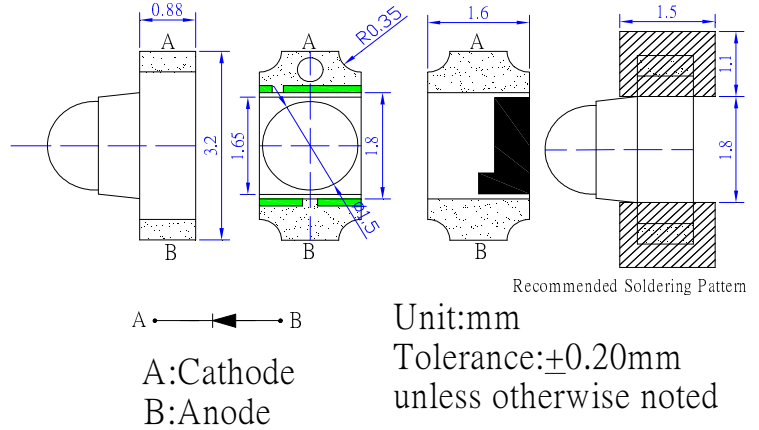 0.88
A
3.2
B
A
R0.35
1.65
1.8
ø1.5
B
1.6
A
B
1.5
1.1
1.8
Recommended Soldering Pattern
A B
A:Cathode
B:Anode
Unit:mm
Tolerance:±0.20mm
unless otherwise noted